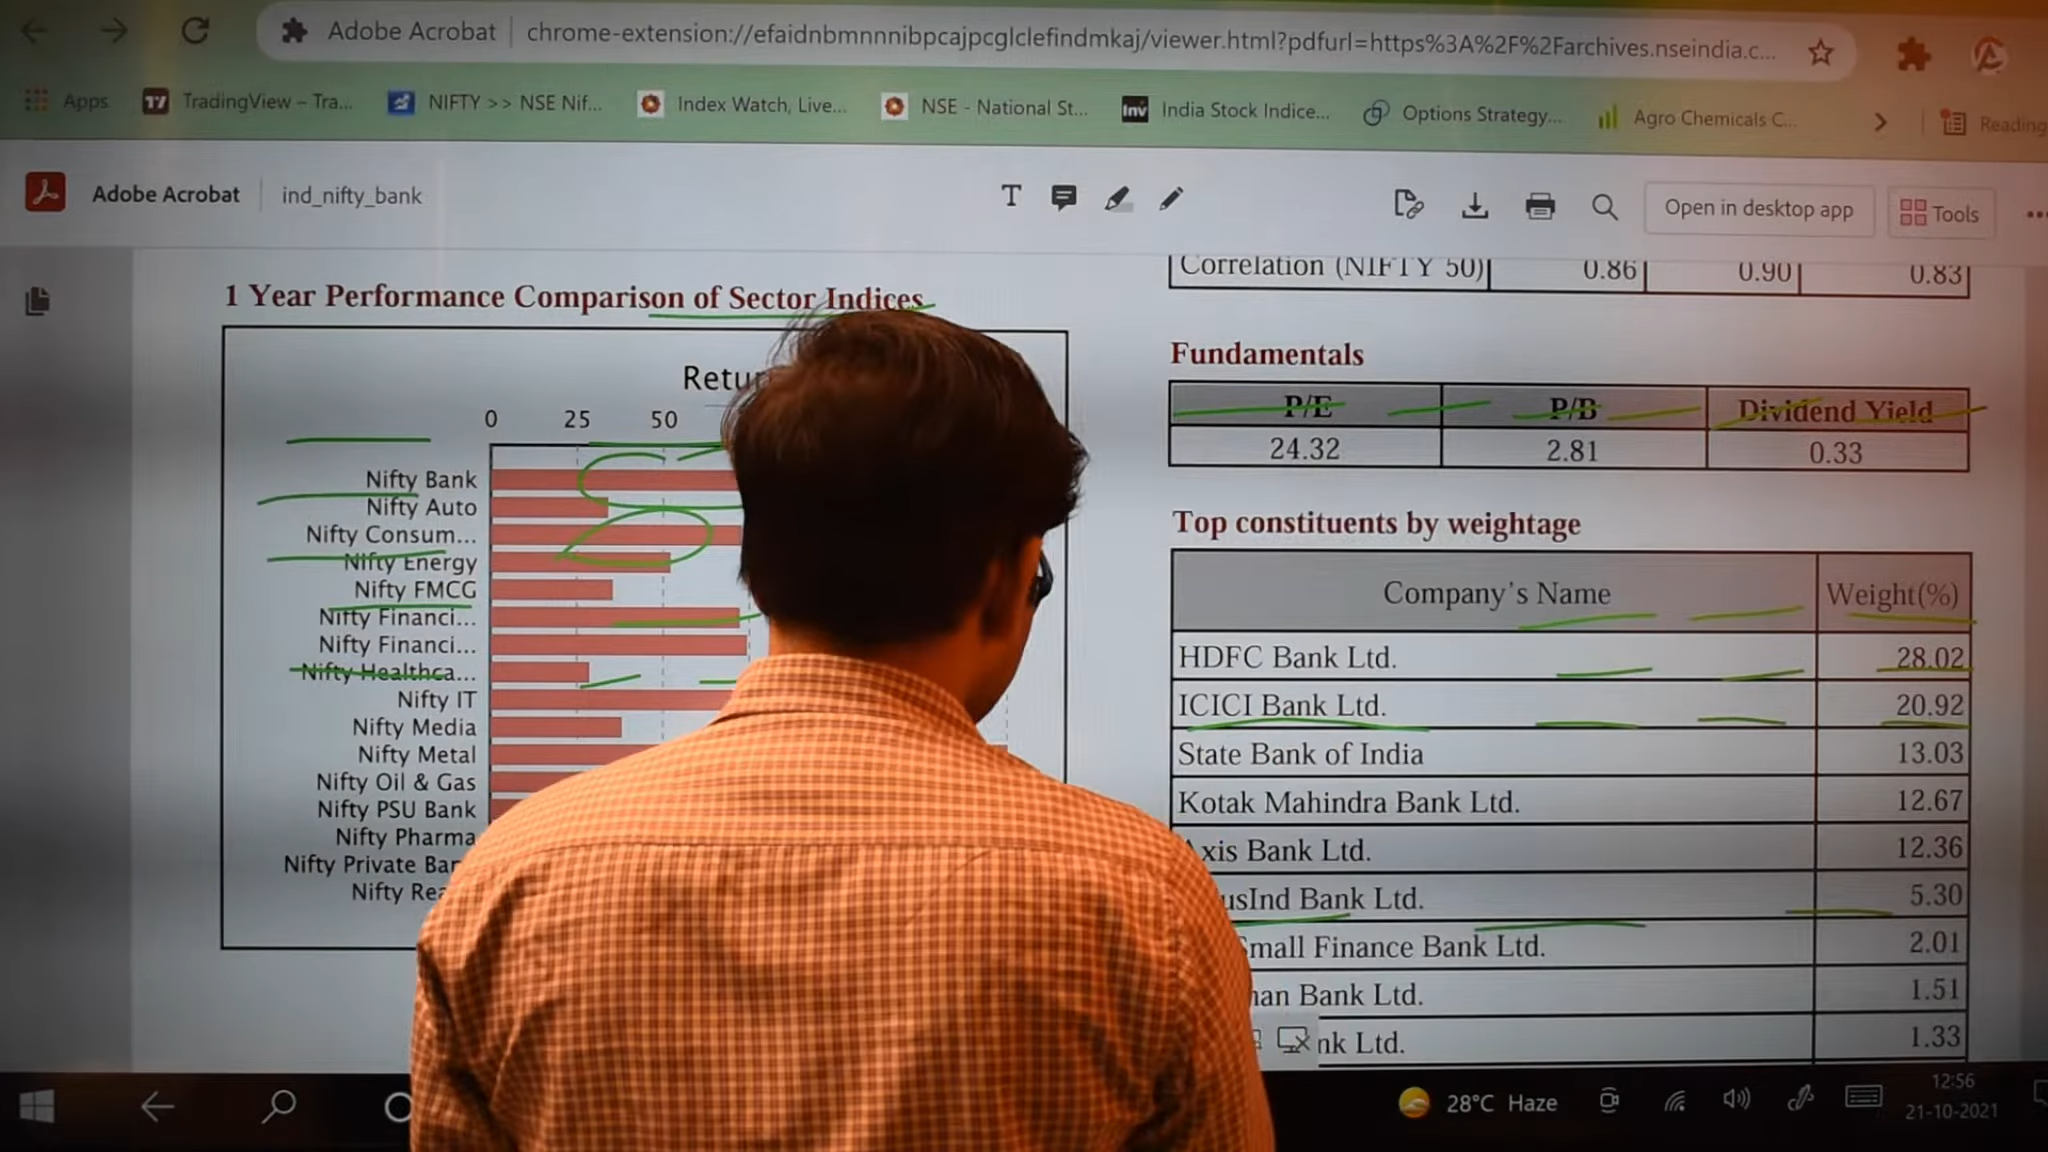 Adobe Acrobat
chrome-extension://efaidnbmnnnibpcajpcglclefindmkaj/viewer.html?pdfurl=https%3A%2F%2Farchives.nseindia.c...
Apps
TradingView – Tra...
NIFTY >> NSE Nif...
Index Watch, Live...
NSE - National St...
Inv
India Stock Indice...
Options Strategy...
Agro Chemicals C...
Reading
Adobe Acrobat
ind_nifty_bank
T
Open in desktop app
Tools
1 Year Performance Comparison of Sector Indices
0 25 50
Nifty Bank
Nifty Auto
Nifty Consum...
Nifty Energy
Nifty FMCG
Nifty Financi...
Nifty Financi...
Nifty Healthca...
Nifty IT
Nifty Media
Nifty Metal
Nifty Oil & Gas
Nifty PSU Bank
Nifty Pharma
Nifty Private
Nifty
Correlation (NIFTY 50) 0.86 0.90 0.83
Fundamentals
P/E P/B Dividend Yield
24.32 2.81 0.33
Top constituents by weightage
Company's Name Weight(%)
HDFC Bank Ltd. 28.02
ICICI Bank Ltd. 20.92
State Bank of India 13.03
Kotak Mahindra Bank Ltd. 12.67
Axis Bank Ltd. 12.36
Bank Ltd. 5.30
Small Finance Bank Ltd. 2.01
Bank Ltd. 1.51
Ltd. 1.33
28°C Haze
12:56
21-10-2021